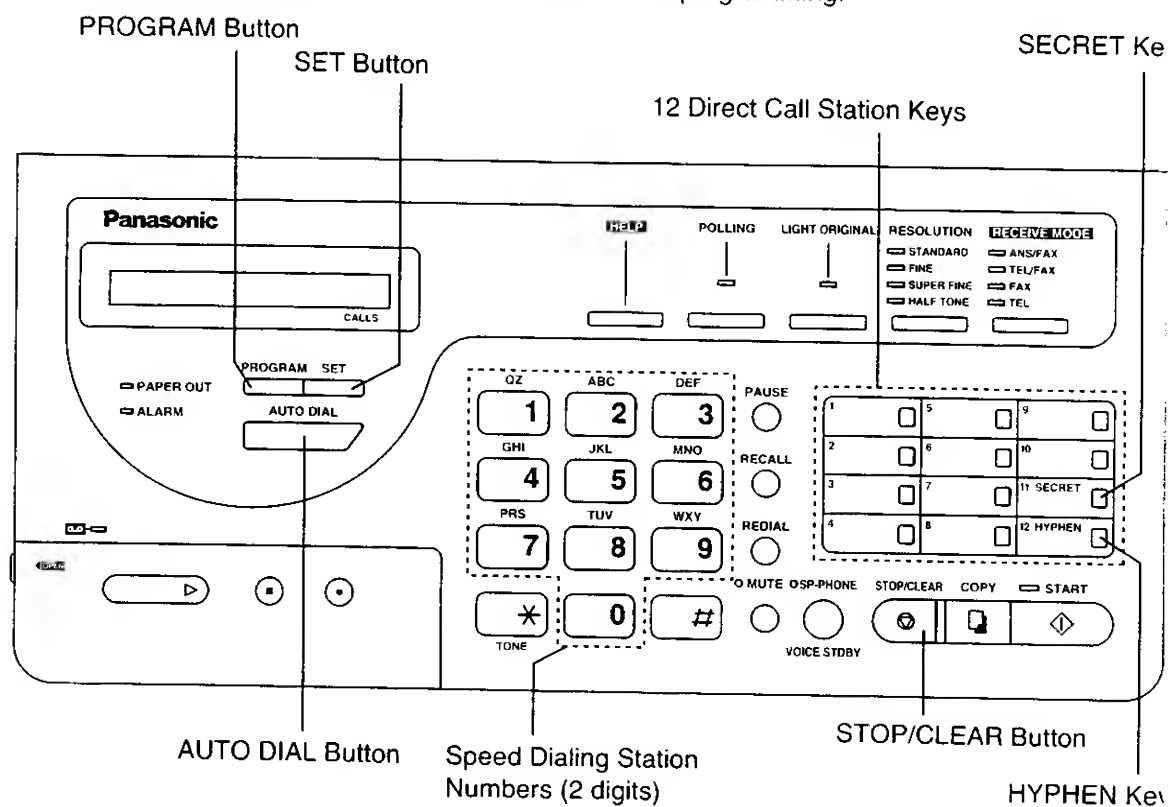 PROGRAM Button
SET Button
SECRET Ke
12 Direct Call Station Keys
Panasonic
CALLS
HELP
POLLING
LIGHT ORIGINAL
RESOLUTION
STANDARD
FINE
SUPER FINE
HALF TONE
RECEIVE MODE
ANS/FAX
TEL/FAX
FAX
TEL
PROGRAM SET
PAPER OUT
ALARM
AUTO DIAL
QZ ABC DEF
1 2 3
GHI JKL MNO
4 5 6
PRS TUV WXY
7 8 9
* 0 #
TONE
PAUSE
RECALL
REDIAL
1 5 9
2 6 10
3 7 11 SECRET
4 8 12 HYPHEN
MUTE SP-PHONE
VOICE STDBY
STOP/CLEAR COPY START
OPEN
AUTO DIAL Button
Speed Dialing Station
Numbers (2 digits)
STOP/CLEAR Button
HYPHEN Key